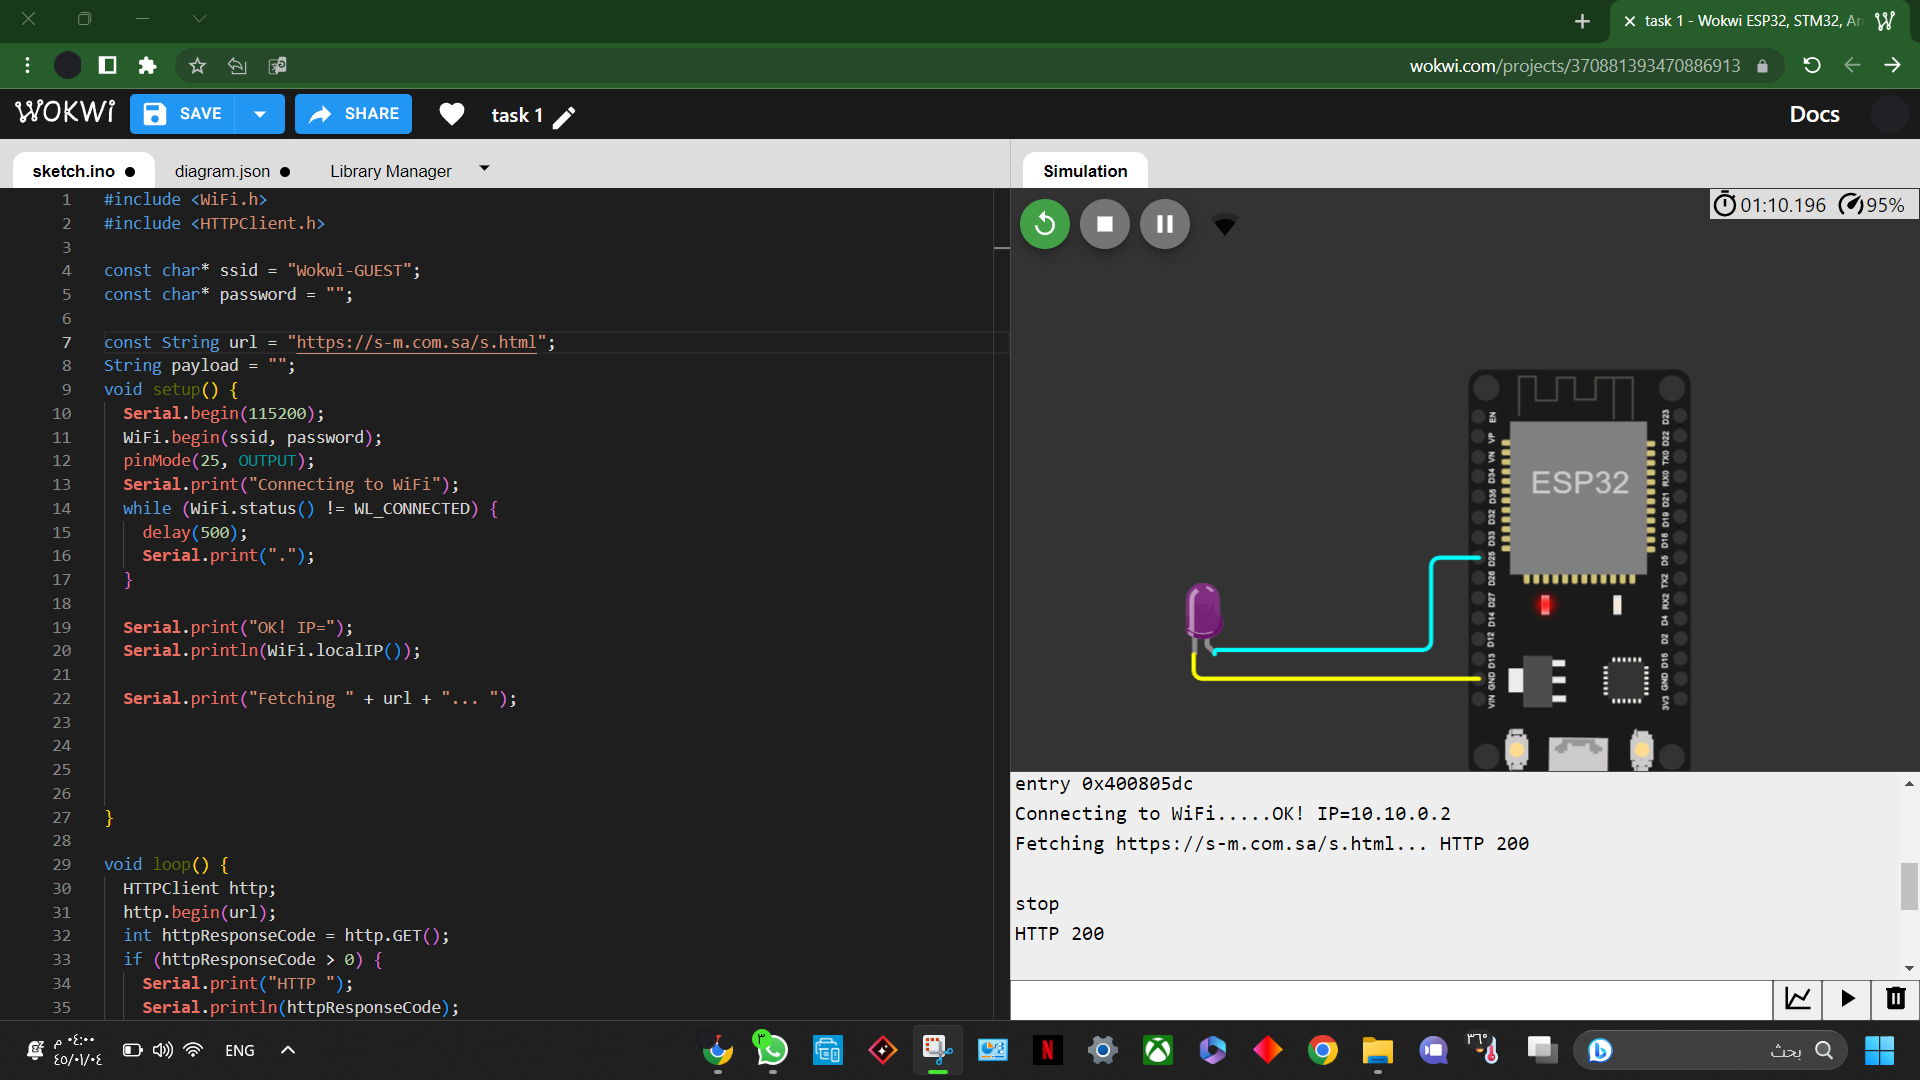 task 1 - Wokwi ESP32, STM32, Ar
wokwi.com/projects/370881393470886913
WOKWi
SAVE
SHARE
task 1
Docs
sketch.ino
diagram.json
Library Manager
Simulation
1 #include <WiFi.h>
2 #include <HTTPClient.h>
3
4 const char* ssid = "Wokwi-GUEST";
5 const char* password = "";
6
7 const String url = "https://s-m.com.sa/s.html";
8 String payload = "";
9 void setup() {
10 Serial.begin(115200);
11 WiFi.begin(ssid, password);
12 pinMode(25, OUTPUT);
13 Serial.print("Connecting to WiFi");
14 while (WiFi.status() != WL_CONNECTED) {
15 delay(500);
16 Serial.print(".");
17 }
18
19 Serial.print("OK! IP=");
20 Serial.println(WiFi.localIP());
21
22 Serial.print("Fetching " + url + "... ");
23
24
25
26
27 }
28
29 void loop() {
30 HTTPClient http;
31 http.begin(url);
32 int httpResponseCode = http.GET();
33 if (httpResponseCode > 0) {
34 Serial.print("HTTP ");
35 Serial.println(httpResponseCode);
01:10.196
95%
ESP32
EN
VP
VN
D34
D35
D32
D33
D25
D26
D27
D14
D12
D13
GND
VIN
D23
D22
TX0
RX0
D21
D19
D18
D5
TX2
RX2
D4
D2
D15
GND
3V3
entry 0x400805dc
Connecting to WiFi.....OK! IP=10.10.0.2
Fetching https://s-m.com.sa/s.html... HTTP 200
stop
HTTP 200
٠٤:٠٠ م
٤٥/٠١/٠٤
ENG
٣
N
٣٦°
بحث